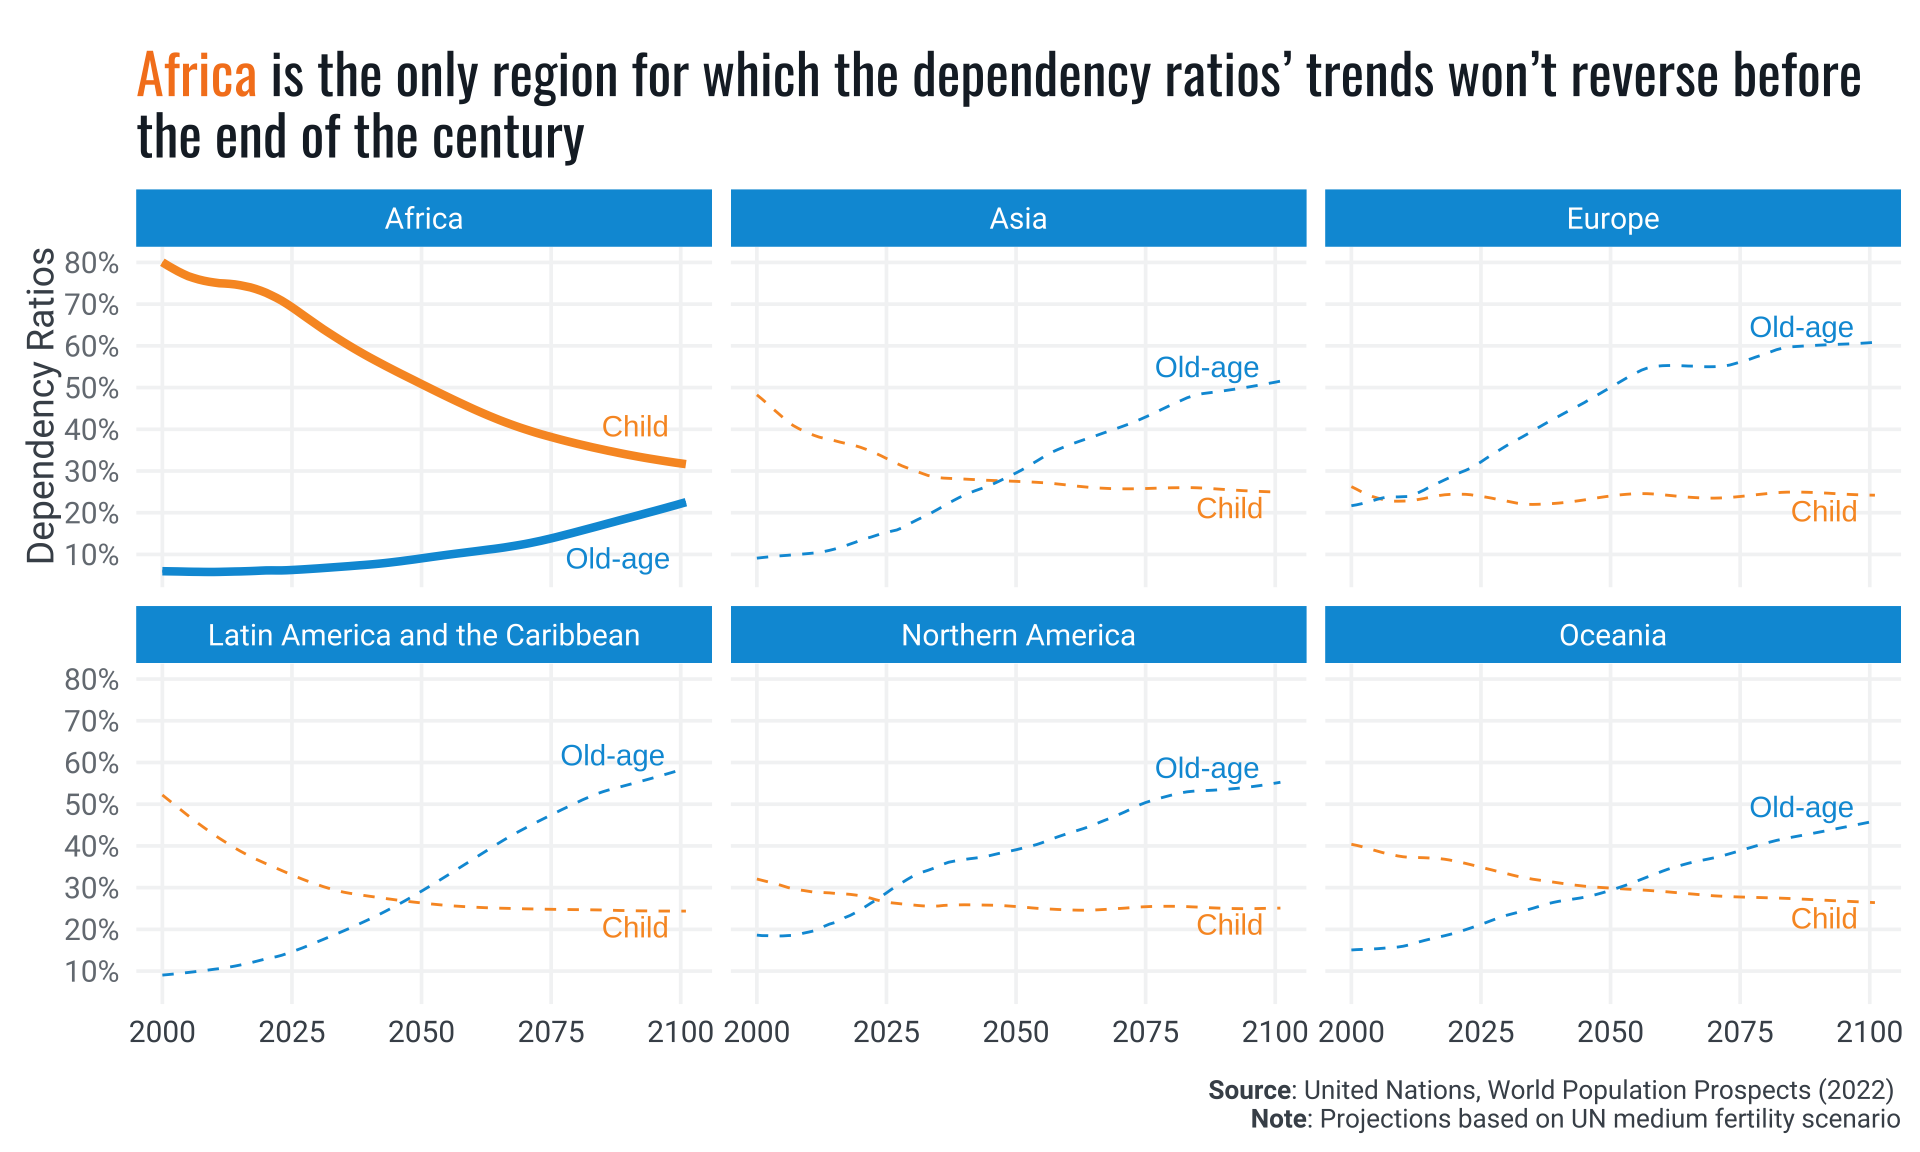 Africa is the only region for which the dependency ratios’ trends won’t reverse before
the end of the century
Africa
Asia
Europe
Dependency Ratios
80%
70%
60%
50%
40%
30%
20%
10%
Child
Old-age
Old-age
Child
Old-age
Child
Latin America and the Caribbean
Northern America
Oceania
80%
70%
60%
50%
40%
30%
20%
10%
Old-age
Child
Old-age
Child
Old-age
Child
2000 2025 2050 2075 2100 2000 2025 2050 2075 2100 2000 2025 2050 2075 2100
Source: United Nations, World Population Prospects (2022)
Note: Projections based on UN medium fertility scenario